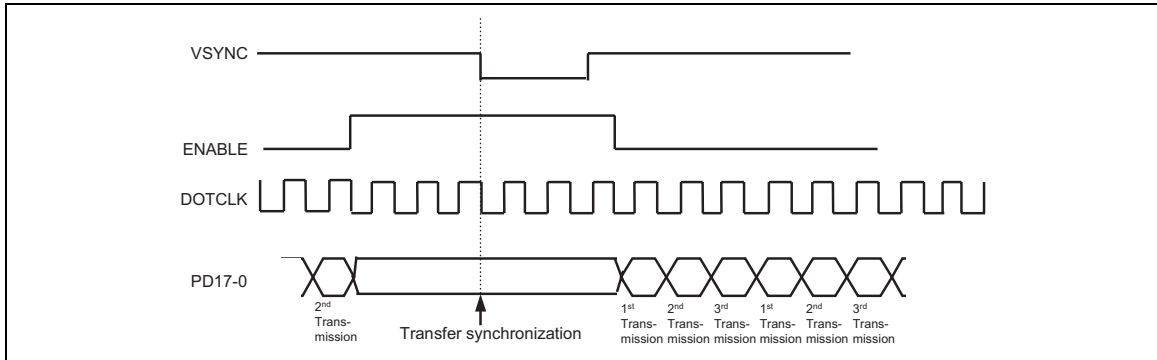 VSYNC
ENABLE
DOTCLK
PD17-0
2nd
Trans-
mission
Transfer synchronization
1st
Trans-
mission
2nd
Trans-
mission
3rd
Trans-
mission
1st
Trans-
mission
2nd
Trans-
mission
3rd
Trans-
mission